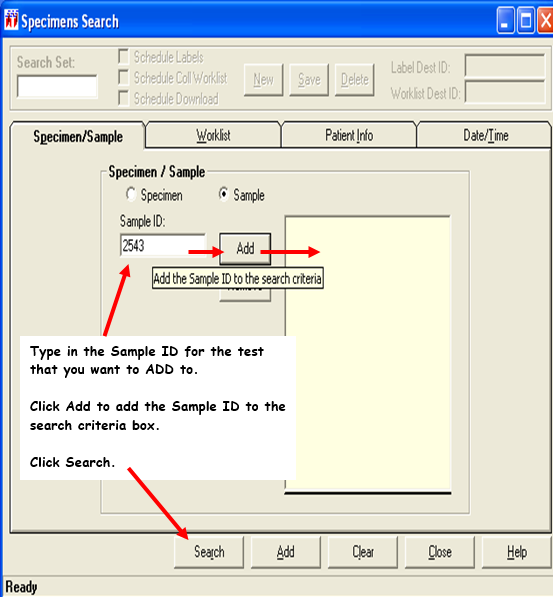 Specimens Search
Search Set:
Schedule Labels
Schedule Coll Worklist
Schedule Download
New Save Delete
Label Dest ID:
Worklist Dest ID:
Specimen/Sample Worklist Patient Info Date/Time
Specimen / Sample
Specimen Sample
Sample ID:
2543 Add
Add the Sample ID to the search criteria
Type in the Sample ID for the test
that you want to ADD to.
Click Add to add the Sample ID to the
search criteria box.
Click Search.
Search Add Clear Close Help
Ready